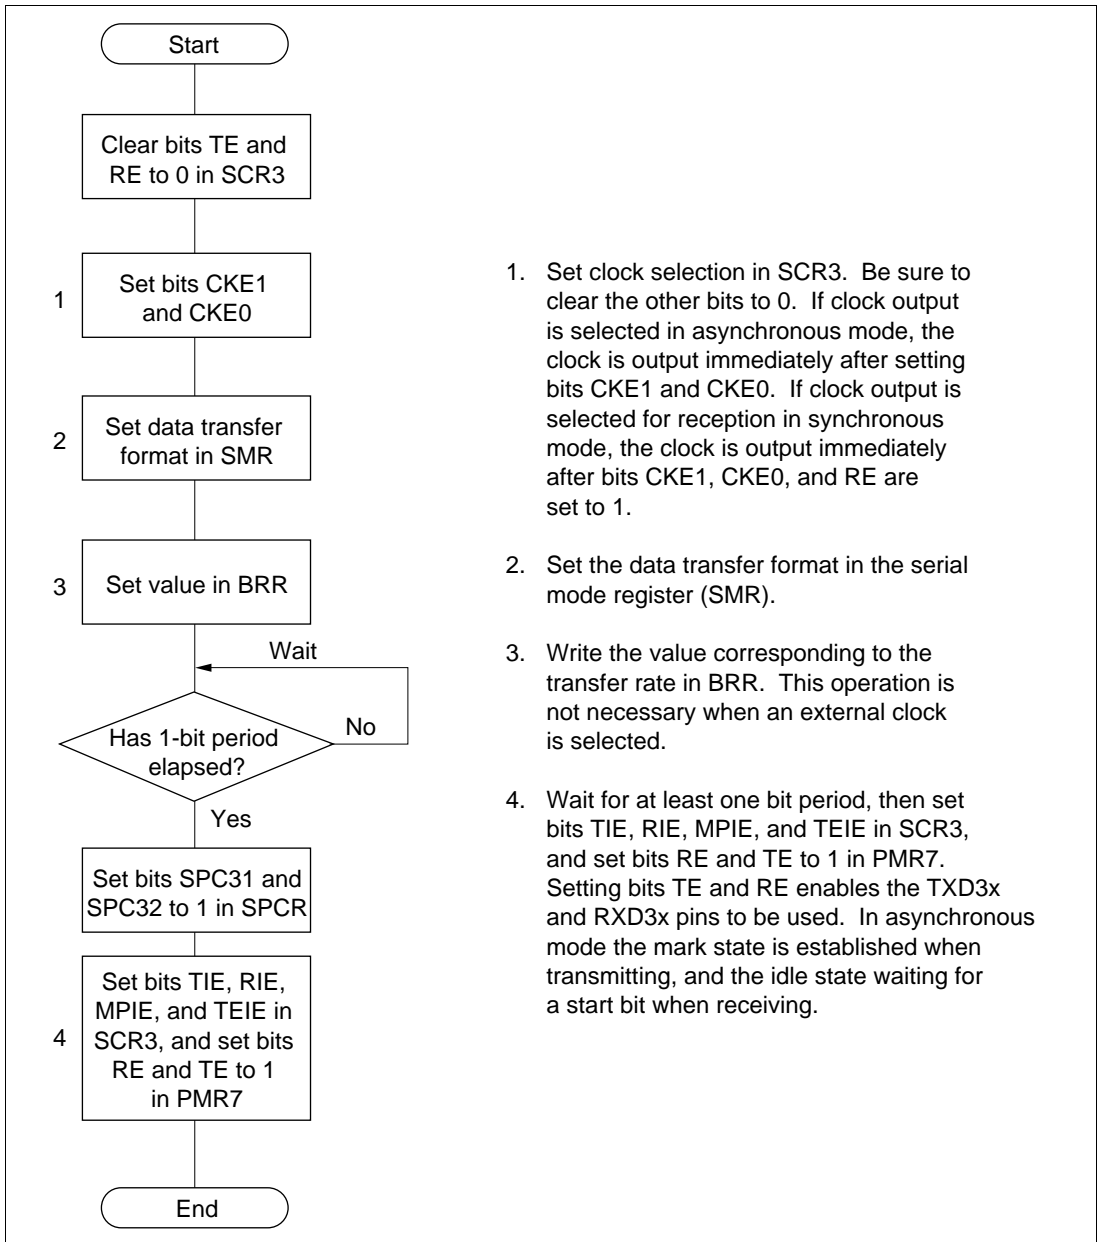 Start
Clear bits TE and
RE to 0 in SCR3
1
Set bits CKE1
and CKE0
2
Set data transfer
format in SMR
3
Set value in BRR
Wait
Has 1-bit period
elapsed?
No
Yes
Set bits SPC31 and
SPC32 to 1 in SPCR
4
Set bits TIE, RIE,
MPIE, and TEIE in
SCR3, and set bits
RE and TE to 1
in PMR7
End
1. Set clock selection in SCR3. Be sure to
clear the other bits to 0. If clock output
is selected in asynchronous mode, the
clock is output immediately after setting
bits CKE1 and CKE0. If clock output is
selected for reception in synchronous
mode, the clock is output immediately
after bits CKE1, CKE0, and RE are
set to 1.
2. Set the data transfer format in the serial
mode register (SMR).
3. Write the value corresponding to the
transfer rate in BRR. This operation is
not necessary when an external clock
is selected.
4. Wait for at least one bit period, then set
bits TIE, RIE, MPIE, and TEIE in SCR3,
and set bits RE and TE to 1 in PMR7.
Setting bits TE and RE enables the TXD3x
and RXD3x pins to be used. In asynchronous
mode the mark state is established when
transmitting, and the idle state waiting for
a start bit when receiving.